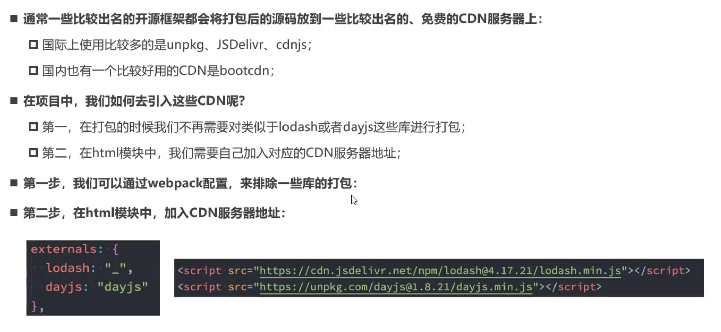 ■ 通常一些比较出名的开源框架都会将打包后的源码放到一些比较出名的、免费的CDN服务器上：
□ 国际上使用比较多的是unpkg、JSDelivr、cdnjs；
□ 国内也有一个比较好用的CDN是bootcdn；
■ 在项目中，我们如何去引入这些CDN呢？
□ 第一，在打包的时候我们不再需要对类似于lodash或者dayjs这些库进行打包；
□ 第二，在html模块中，我们需要自己加入对应的CDN服务器地址；
■ 第一步，我们可以通过webpack配置，来排除一些库的打包：
■ 第二步，在html模块中，加入CDN服务器地址：
externals: {
lodash: "_",
dayjs: "dayjs"
},
<script src="https://cdn.jsdelivr.net/npm/lodash@4.17.21/lodash.min.js"></script>
<script src="https://unpkg.com/dayjs@1.8.21/dayjs.min.js"></script>